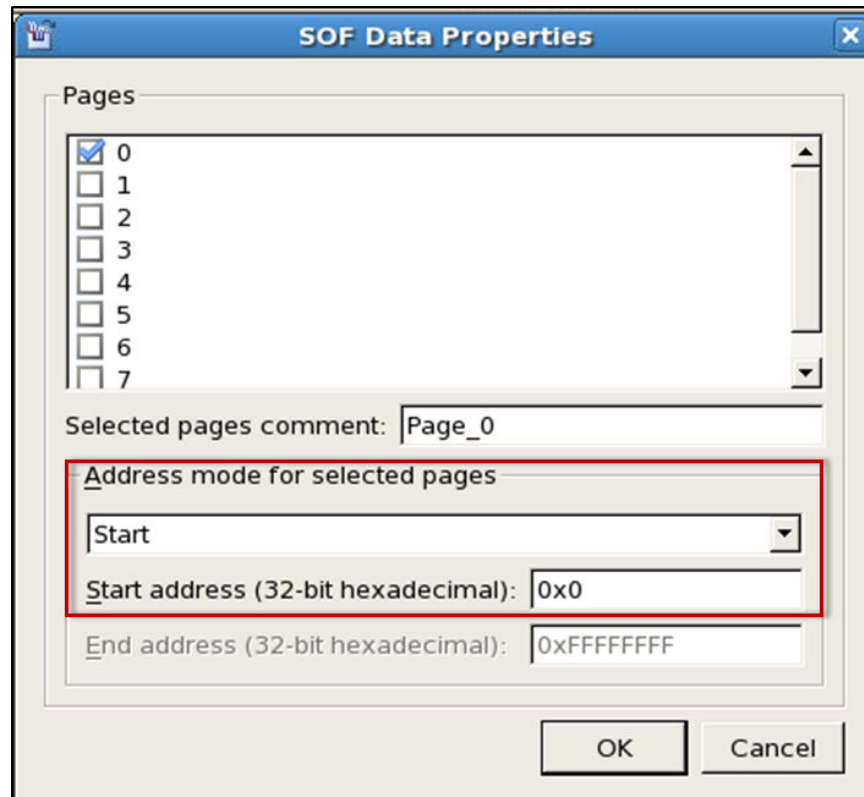 SOF Data Properties
Pages
0
1
2
3
4
5
6
7
Selected pages comment: Page_0
Address mode for selected pages
Start
Start address (32-bit hexadecimal): 0x0
End address (32-bit hexadecimal): 0xFFFFFFFF
OK Cancel